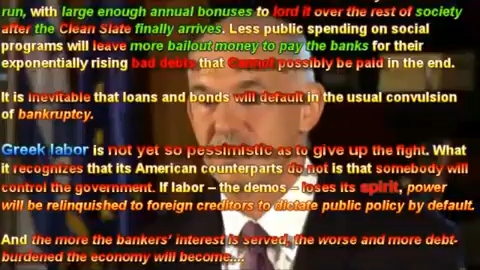 run, with large enough annual bonuses to lord it over the rest of society
after the Clean Slate finally arrives. Less public spending on social
programs will leave more bailout money to pay the banks for their
exponentially rising bad debts that Cannot possibly be paid in the end.
It is inevitable that loans and bonds will default in the usual convulsion
of bankruptcy.
Greek labor is not yet so pessimistic as to give up the fight. What
it recognizes that its American counterparts do not is that somebody will
control the government. If labor – the demos – loses its spirit, power
will be relinquished to foreign creditors to dictate public policy by default.
And the more the bankers’ interest is served, the worse and more debt-
burdened the economy will become...